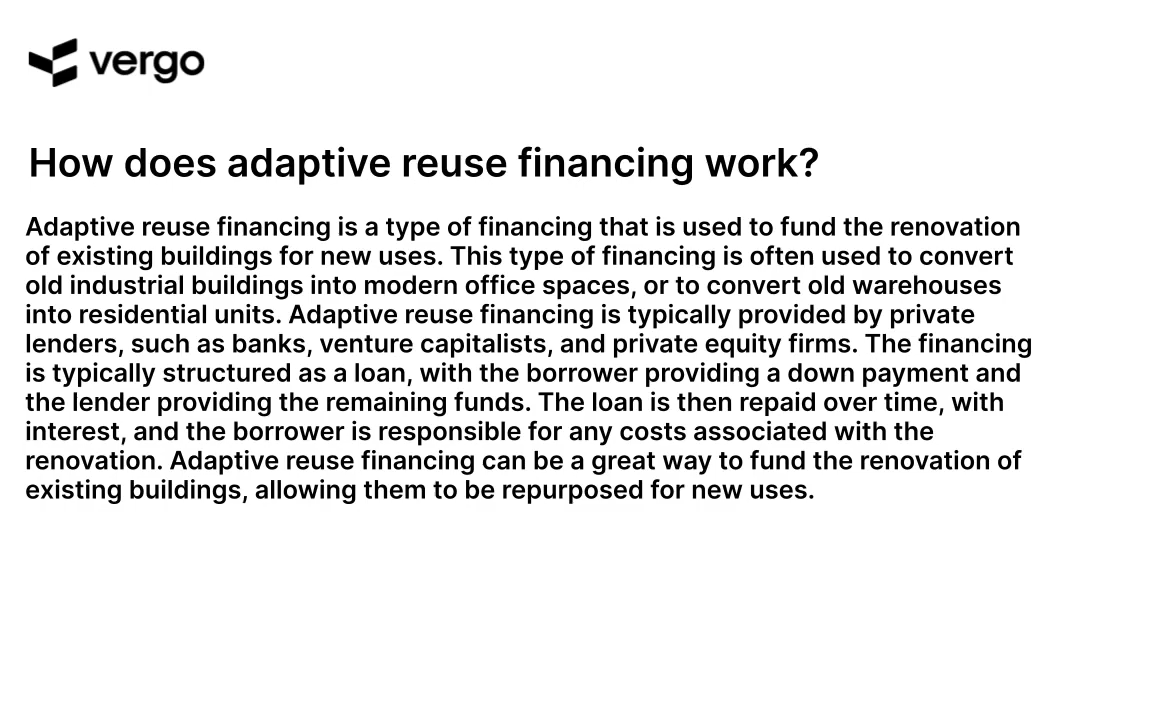 vergo
How does adaptive reuse financing work?
Adaptive reuse financing is a type of financing that is used to fund the renovation
of existing buildings for new uses. This type of financing is often used to convert
old industrial buildings into modern office spaces, or to convert old warehouses
into residential units. Adaptive reuse financing is typically provided by private
lenders, such as banks, venture capitalists, and private equity firms. The financing
is typically structured as a loan, with the borrower providing a down payment and
the lender providing the remaining funds. The loan is then repaid over time, with
interest, and the borrower is responsible for any costs associated with the
renovation. Adaptive reuse financing can be a great way to fund the renovation of
existing buildings, allowing them to be repurposed for new uses.